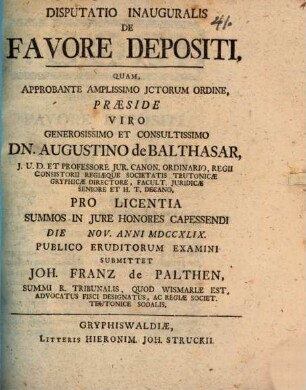 DISPUTATIO INAUGURALIS
41.
DE
FAVORE DEPOSITI,
QUAM,
APPROBANTE AMPLISSIMO JCTORUM ORDINE,
PRÆSIDE
VIRO
GENEROSISSIMO ET CONSULTISSIMO
DN. AUGUSTINO de BALTHASAR,
J. U. D. ET PROFESSORE JUR. CANON. ORDINARIO, REGII
CONSISTORII REGIÆQUE SOCIETATIS TEUTONICÆ
GRYPHICÆ DIRECTORE, FACULT. JURIDICÆ
SENIORE ET H. T. DECANO,
PRO LICENTIA
SUMMOS IN JURE HONORES CAPESSENDI
DIE NOV. ANNI MDCCXLIX.
PUBLICO ERUDITORUM EXAMINI
SUBMITTET
JOH. FRANZ de PALTHEN,
SUMMI R. TRIBUNALIS, QUOD WISMARIÆ EST,
ADVOCATUS FISCI DESIGNATUS, AC REGIÆ SOCIET.
TEUTONICÆ SODALIS.
GRYPHISWALDIÆ,
LITTERIS HIERONIM. JOH. STRUCKII.